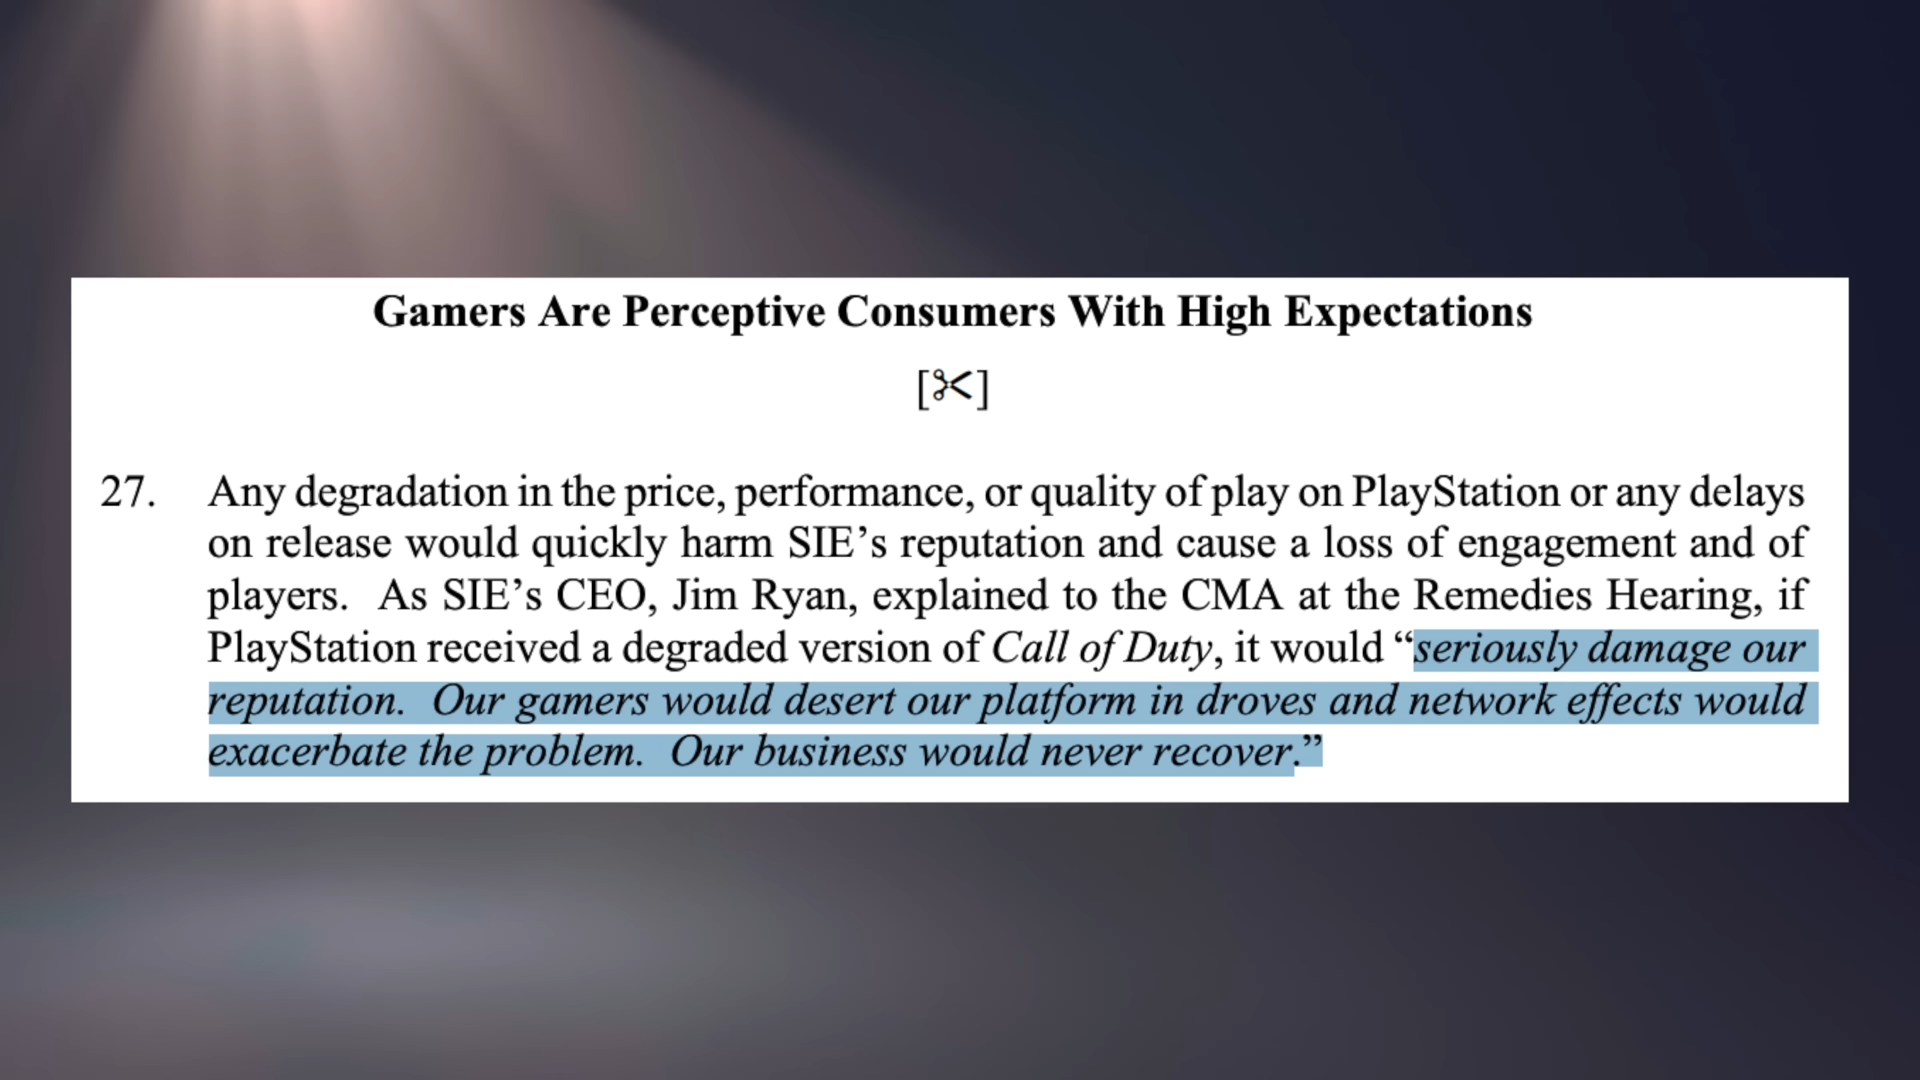 Gamers Are Perceptive Consumers With High Expectations
[✂]
27. Any degradation in the price, performance, or quality of play on PlayStation or any delays
on release would quickly harm SIE’s reputation and cause a loss of engagement and of
players.  As SIE’s CEO, Jim Ryan, explained to the CMA at the Remedies Hearing, if
PlayStation received a degraded version of Call of Duty, it would “seriously damage our
reputation.  Our gamers would desert our platform in droves and network effects would
exacerbate the problem.  Our business would never recover.”